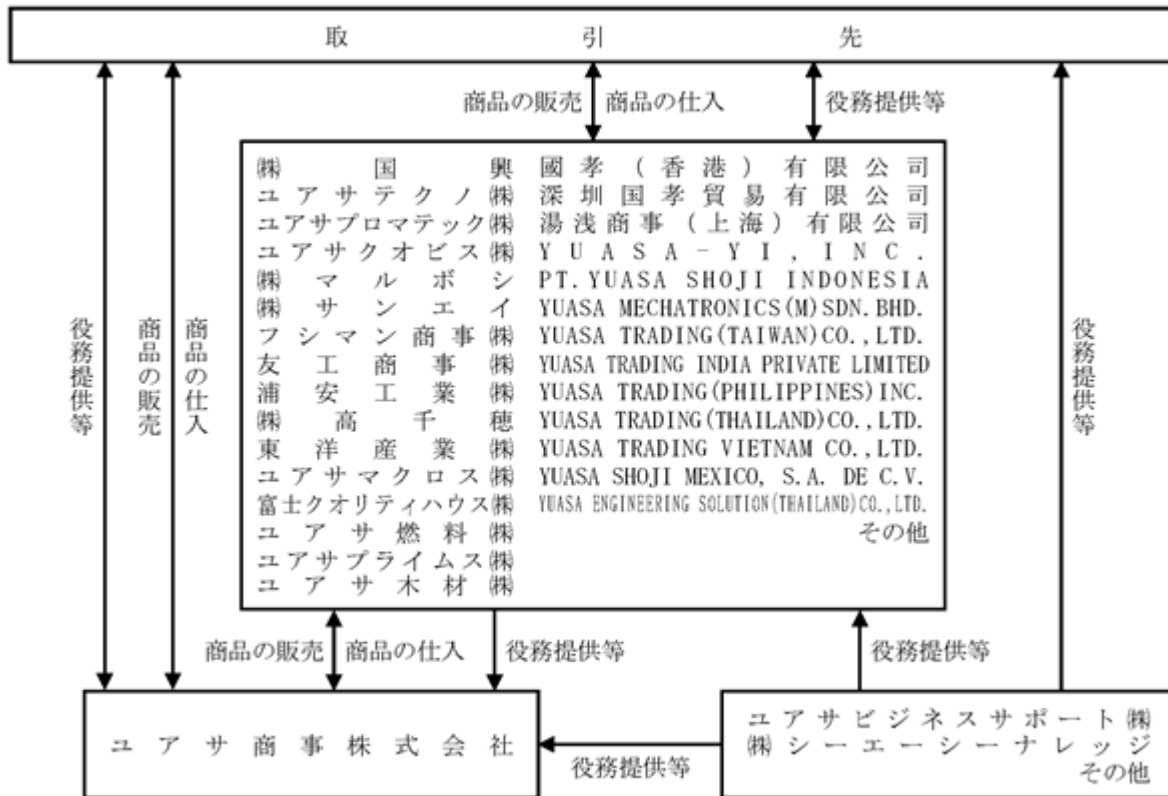 取引先
商品の販売 商品の仕入 役務提供等
㈱国興 國孝(香港)有限公司
ユアサテクノ㈱ 深圳国孝貿易有限公司
ユアサプロマテック㈱ 湯浅商事(上海)有限公司
ユアサクオビス㈱ YUASA-YI,INC.
㈱マルボシ PT.YUASA SHOJI INDONESIA
㈱サンエイ YUASA MECHATRONICS(M)SDN.BHD.
フシマン商事㈱ YUASA TRADING(TAIWAN)CO.,LTD.
友工商事㈱ YUASA TRADING INDIA PRIVATE LIMITED
浦安工業㈱ YUASA TRADING(PHILIPPINES)INC.
㈱高千穂 YUASA TRADING(THAILAND)CO.,LTD.
東洋産業㈱ YUASA TRADING VIETNAM CO.,LTD.
ユアサマクロス㈱ YUASA SHOJI MEXICO, S.A. DE C.V.
富士クオリティハウス㈱ YUASA ENGINEERING SOLUTION(THAILAND)CO.,LTD.
ユアサ燃料㈱ その他
ユアサプライムス㈱
ユアサ木材㈱
役務提供等
商品の販売
商品の仕入
役務提供等
商品の販売 商品の仕入 役務提供等 役務提供等
ユアサ商事株式会社
役務提供等
ユアサビジネスサポート㈱
㈱シーエーシーナレッジ
その他